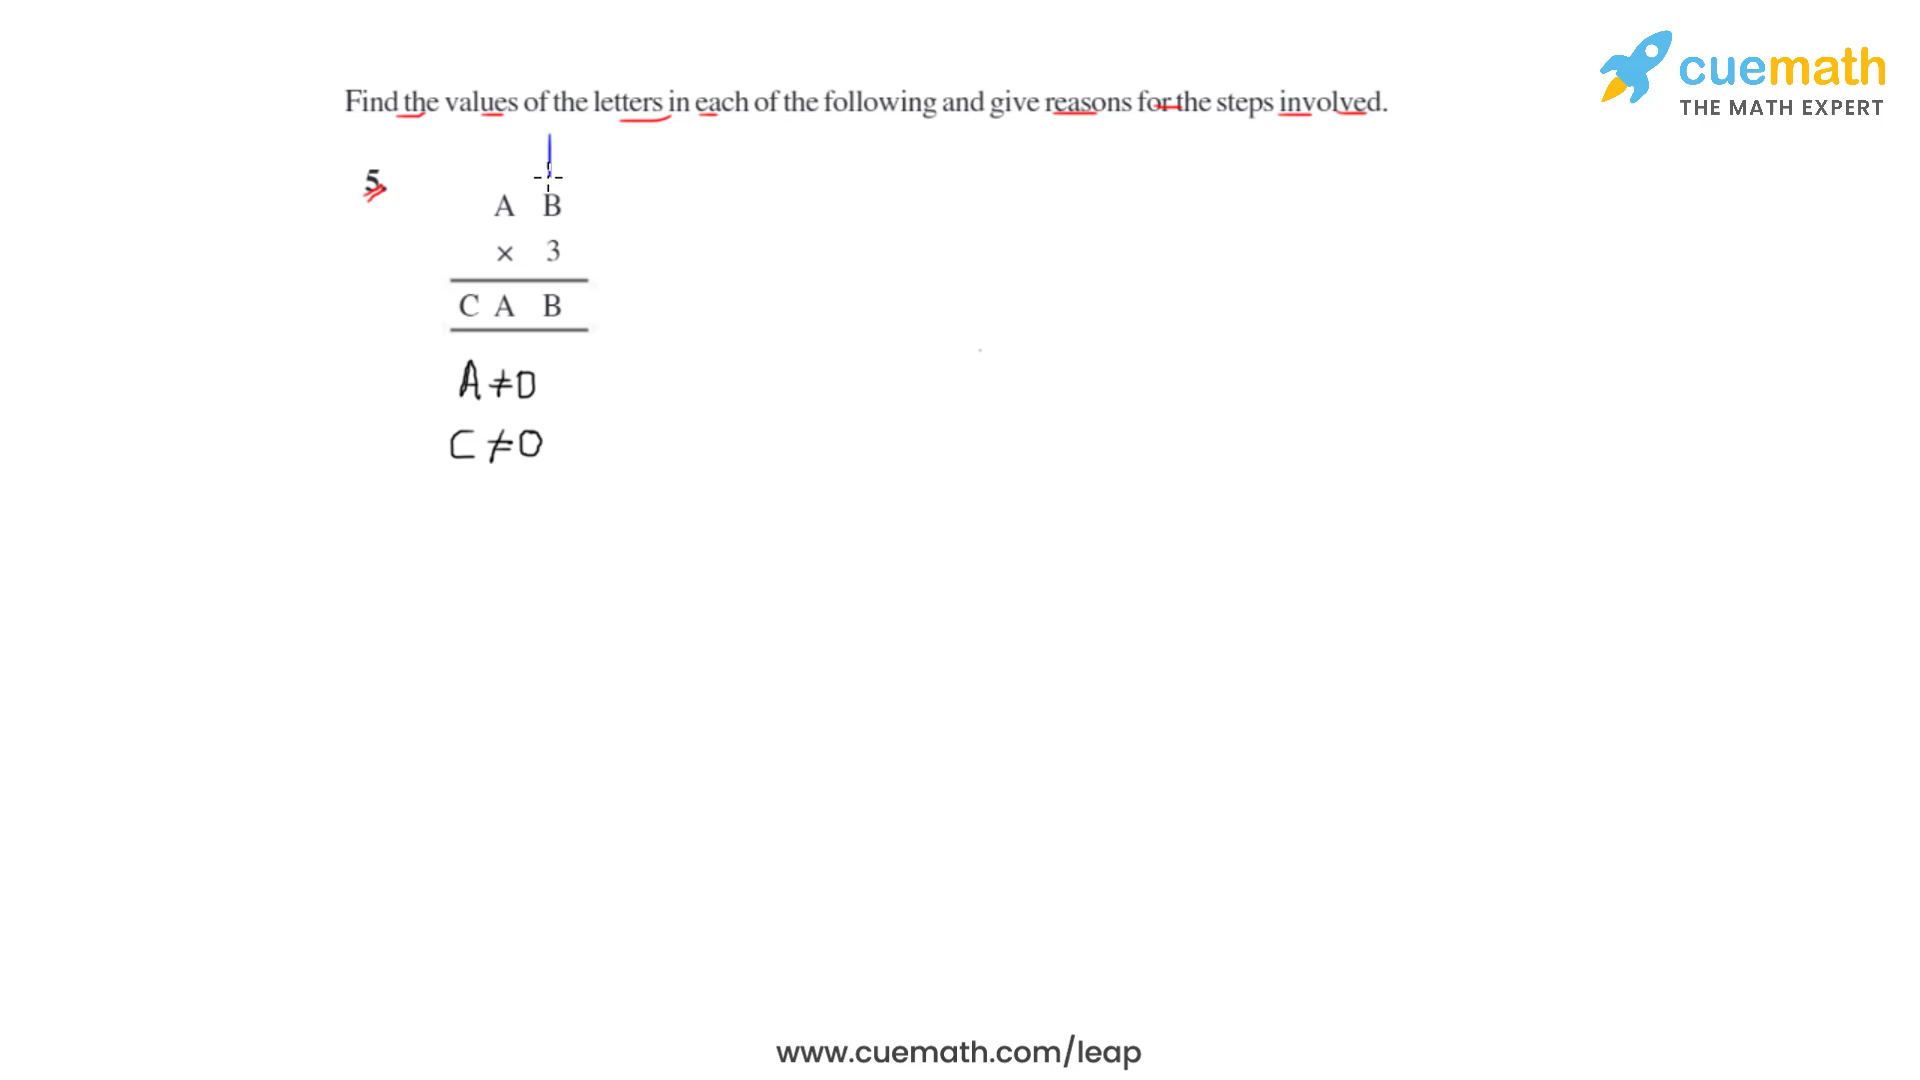 cuemath
THE MATH EXPERT
Find the values of the letters in each of the following and give reasons for the steps involved.
5.
A B
× 3
C A B
A≠0
C≠0
www.cuemath.com/leap